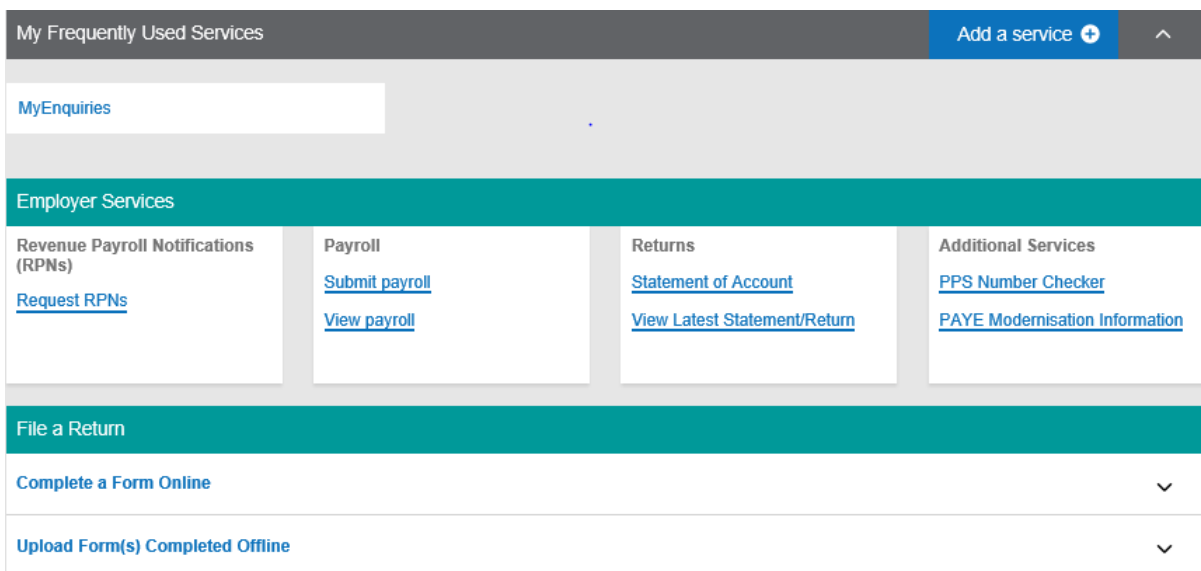 My Frequently Used Services
Add a service
MyEnquiries
Employer Services
Revenue Payroll Notifications
(RPNs)
Request RPNs
Payroll
Submit payroll
View payroll
Returns
Statement of Account
View Latest Statement/Return
Additional Services
PPS Number Checker
PAYE Modernisation Information
File a Return
Complete a Form Online
Upload Form(s) Completed Offline